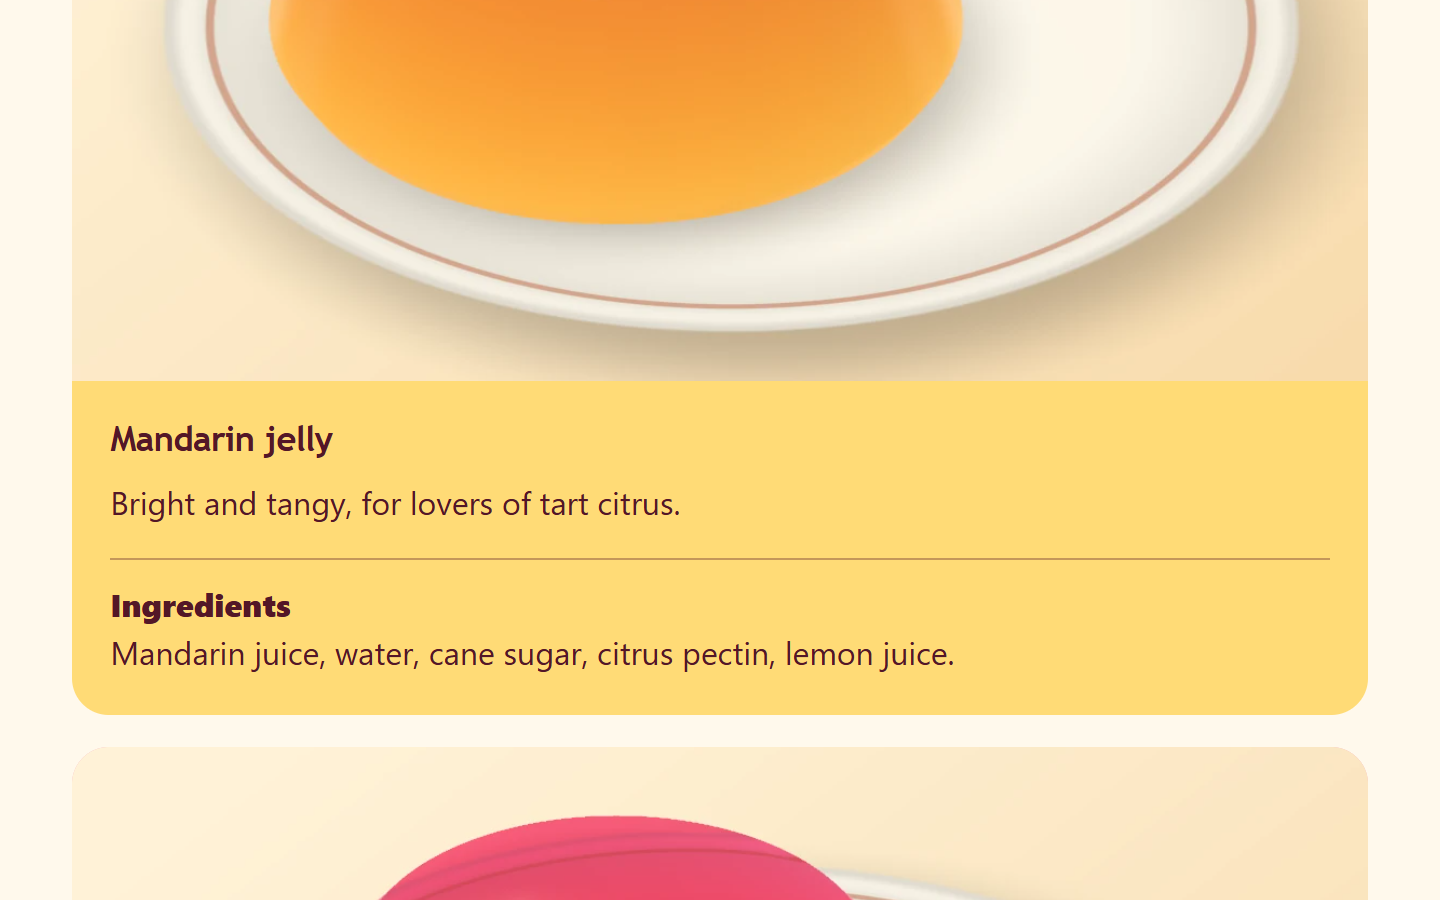 Mandarin jelly
Bright and tangy, for lovers of tart citrus.
Ingredients
Mandarin juice, water, cane sugar, citrus pectin, lemon juice.